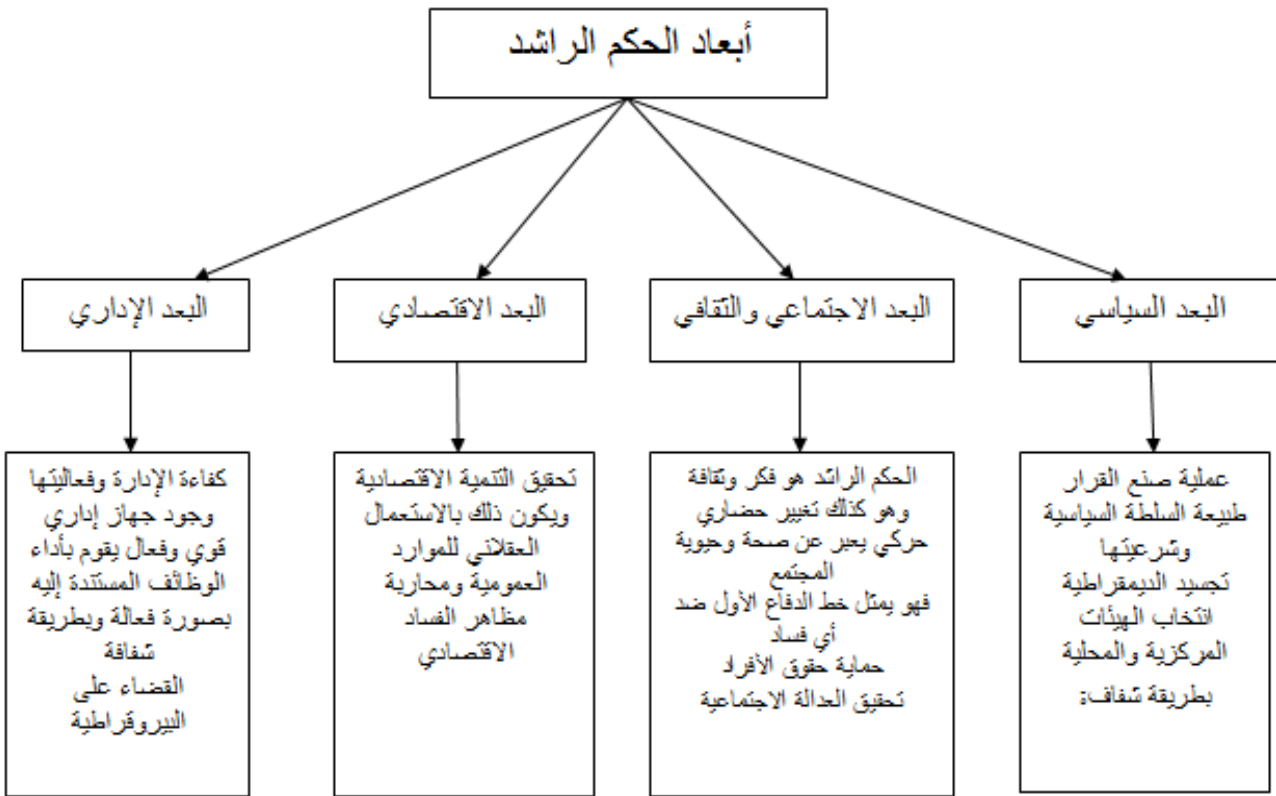 أبعاد الحكم الراشد
البعد السياسي
البعد الاجتماعي والثقافي
البعد الاقتصادي
البعد الإداري
عملية صنع القرار
طبيعة السلطة السياسية
وشرعيتها
تجسيد الديمقراطية
انتخاب الهيئات
المركزية والمحلية
بطريقة شفافة
الحكم الراشد هو فكر وثقافة
وهو كذلك تغيير حضاري
حركي يعبر عن صحة وحيوية
المجتمع
فهو يمثل خط الدفاع الأول ضد
أي فساد
حماية حقوق الأفراد
تحقيق العدالة الاجتماعية
تحقيق التنمية الاقتصادية
ويكون ذلك بالاستعمال
العقلاني للموارد
العمومية ومحاربة
مظاهر الفساد
الاقتصادي
كفاءة الإدارة وفعاليتها
وجود جهاز إداري
قوي وفعال يقوم بأداء
الوظائف المستندة إليه
بصورة فعالة وبطريقة
شفافة
القضاء على
البيروقراطية